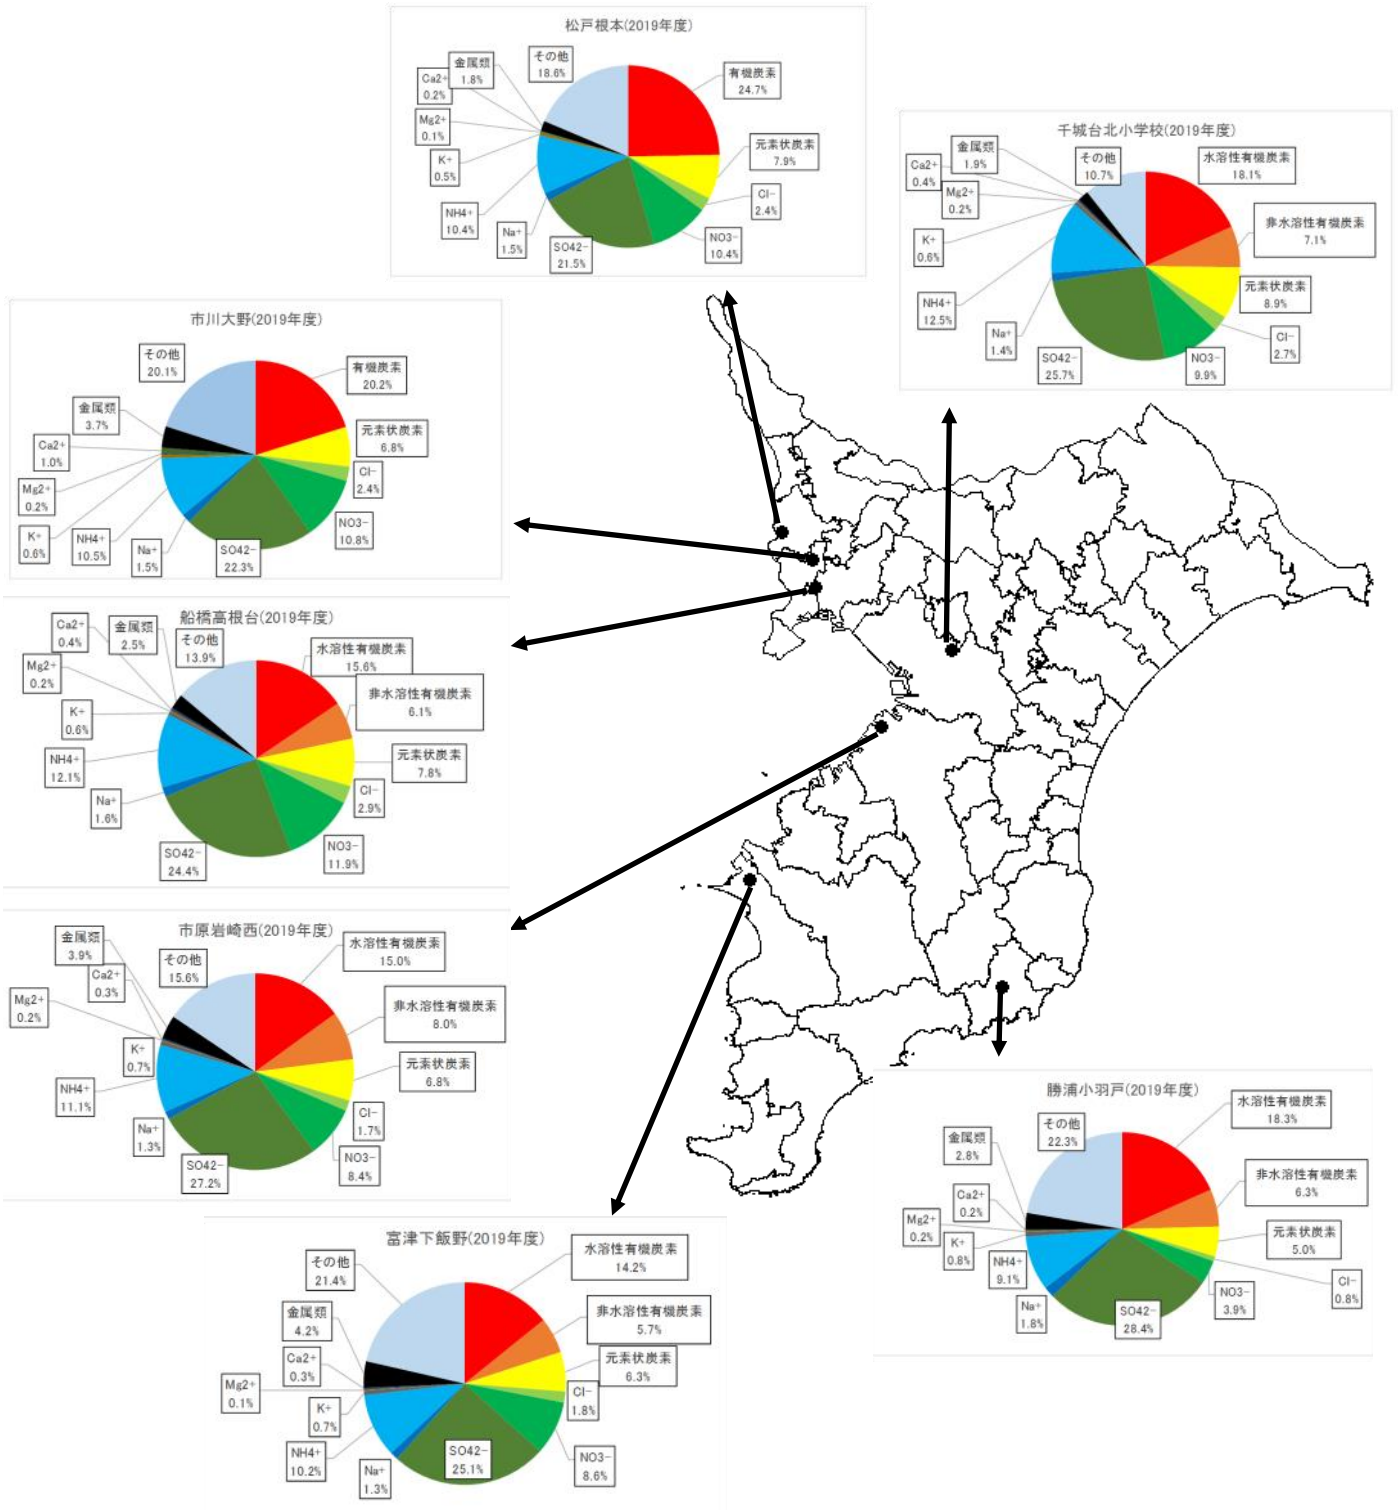 松戸根本(2019年度)
有機炭素
24.7%
元素状炭素
7.9%
Cl-
2.4%
NO3-
10.4%
SO42-
21.5%
Na+
1.5%
NH4+
10.4%
K+
0.5%
Mg2+
0.1%
Ca2+
0.2%
金属類
1.8%
その他
18.6%
千城台北小学校(2019年度)
水溶性有機炭素
18.1%
非水溶性有機炭素
7.1%
元素状炭素
8.9%
Cl-
2.7%
NO3-
9.9%
SO42-
25.7%
Na+
1.4%
NH4+
12.5%
K+
0.6%
Mg2+
0.2%
Ca2+
0.4%
金属類
1.9%
その他
10.7%
市川大野(2019年度)
有機炭素
20.2%
元素状炭素
6.8%
Cl-
2.4%
NO3-
10.8%
SO42-
22.3%
Na+
1.5%
NH4+
10.5%
K+
0.6%
Mg2+
0.2%
Ca2+
1.0%
金属類
3.7%
その他
20.1%
船橋高根台(2019年度)
水溶性有機炭素
15.6%
非水溶性有機炭素
6.1%
元素状炭素
7.8%
Cl-
2.9%
NO3-
11.9%
SO42-
24.4%
Na+
1.6%
NH4+
12.1%
K+
0.6%
Mg2+
0.2%
Ca2+
0.4%
金属類
2.5%
その他
13.9%
市原岩崎西(2019年度)
水溶性有機炭素
15.0%
非水溶性有機炭素
8.0%
元素状炭素
6.8%
Cl-
1.7%
NO3-
8.4%
SO42-
27.2%
Na+
1.3%
NH4+
11.1%
K+
0.7%
Mg2+
0.2%
Ca2+
0.3%
金属類
3.9%
その他
15.6%
富津下飯野(2019年度)
水溶性有機炭素
14.2%
非水溶性有機炭素
5.7%
元素状炭素
6.3%
Cl-
1.8%
NO3-
8.6%
SO42-
25.1%
Na+
1.3%
NH4+
10.2%
K+
0.7%
Mg2+
0.1%
Ca2+
0.3%
金属類
4.2%
その他
21.4%
勝浦小羽戸(2019年度)
水溶性有機炭素
18.3%
非水溶性有機炭素
6.3%
元素状炭素
5.0%
Cl-
0.8%
NO3-
3.9%
SO42-
28.4%
Na+
1.8%
NH4+
9.1%
K+
0.8%
Mg2+
0.2%
Ca2+
0.2%
金属類
2.8%
その他
22.3%